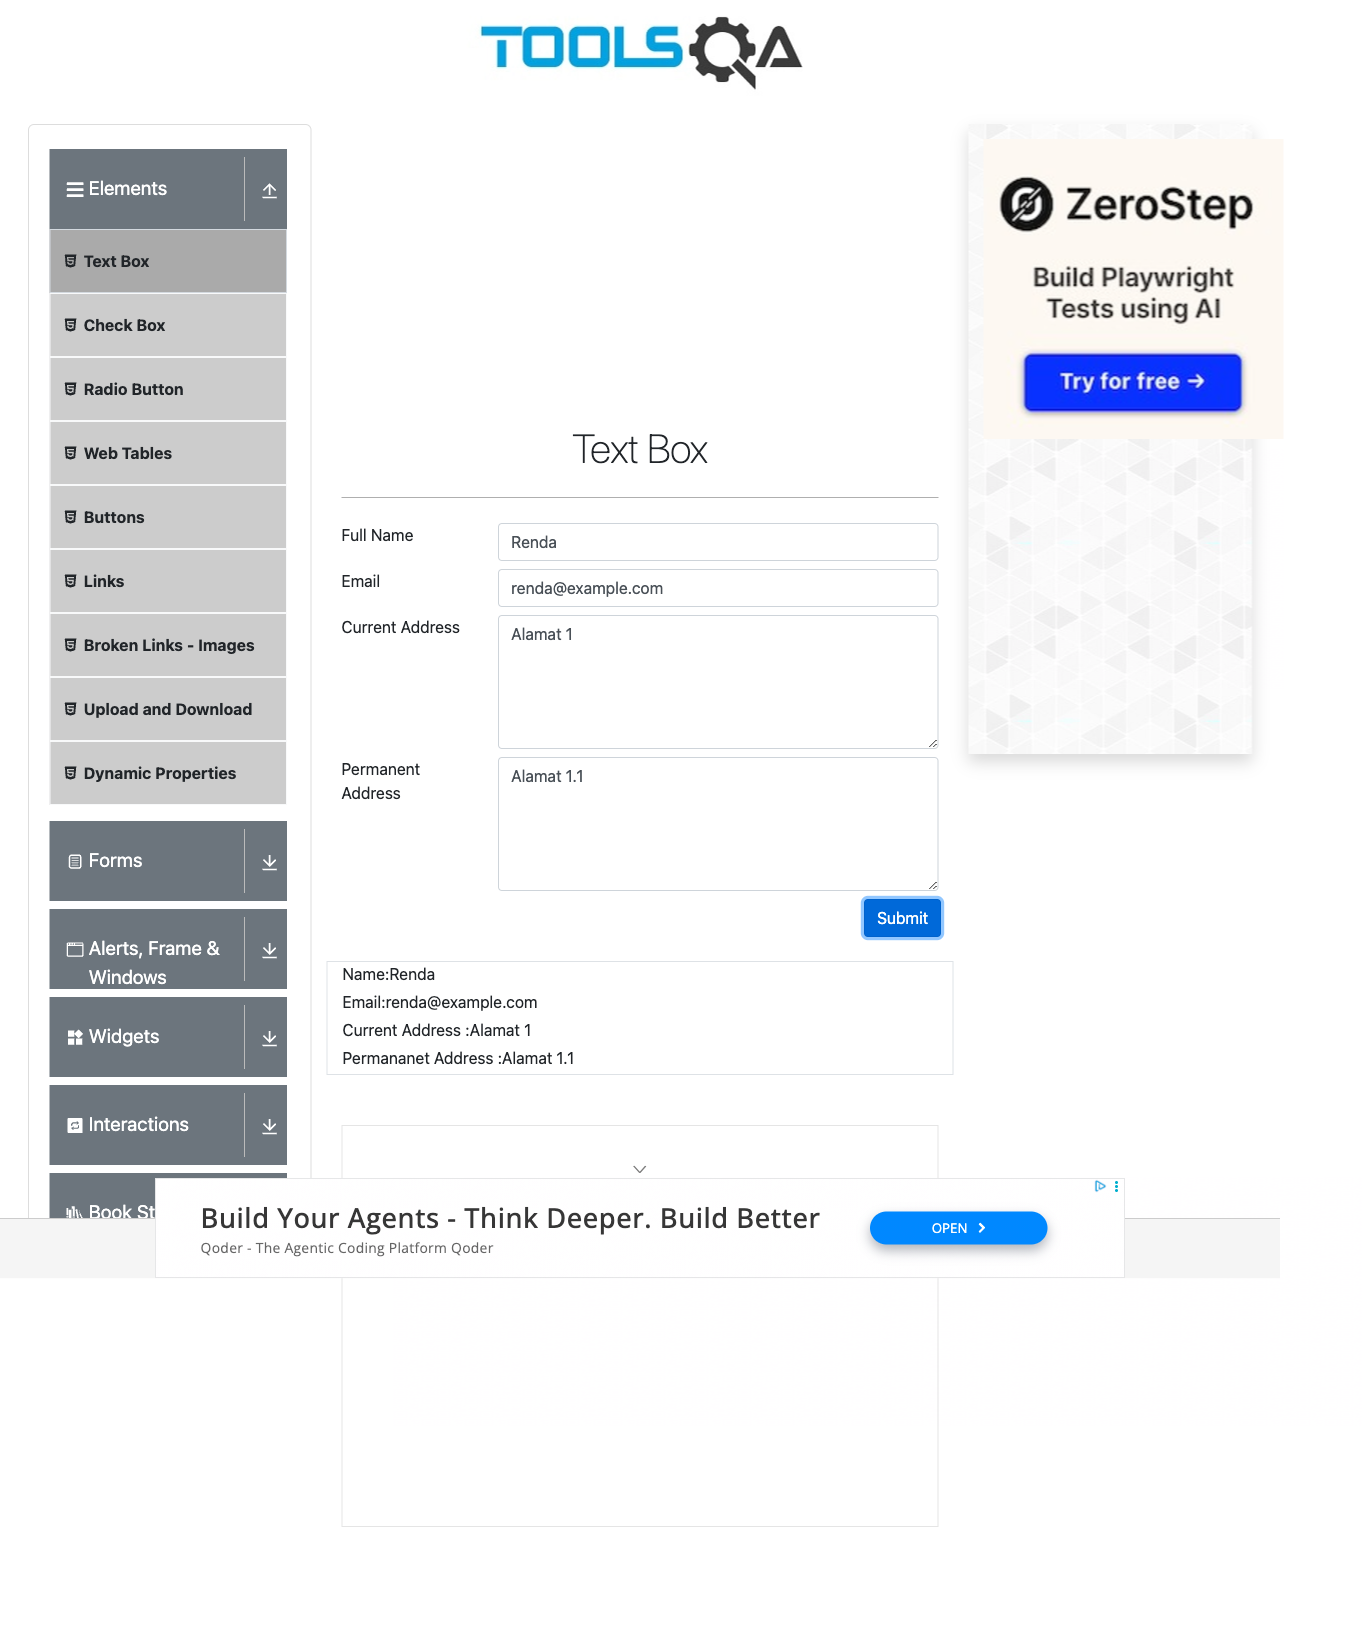 TOOLSQA
Elements
Text Box
Check Box
Radio Button
Web Tables
Buttons
Links
Broken Links - Images
Upload and Download
Dynamic Properties
Forms
Alerts, Frame &
Windows
Widgets
Interactions
Text Box
Full Name
Renda
Email
renda@example.com
Current Address
Alamat 1
Permanent
Address
Alamat 1.1
Submit
Name:Renda
Email:renda@example.com
Current Address :Alamat 1
Permananet Address :Alamat 1.1
ZeroStep
Build Playwright
Tests using AI
Try for free →
Book St
Build Your Agents - Think Deeper. Build Better
Qoder - The Agentic Coding Platform Qoder
OPEN